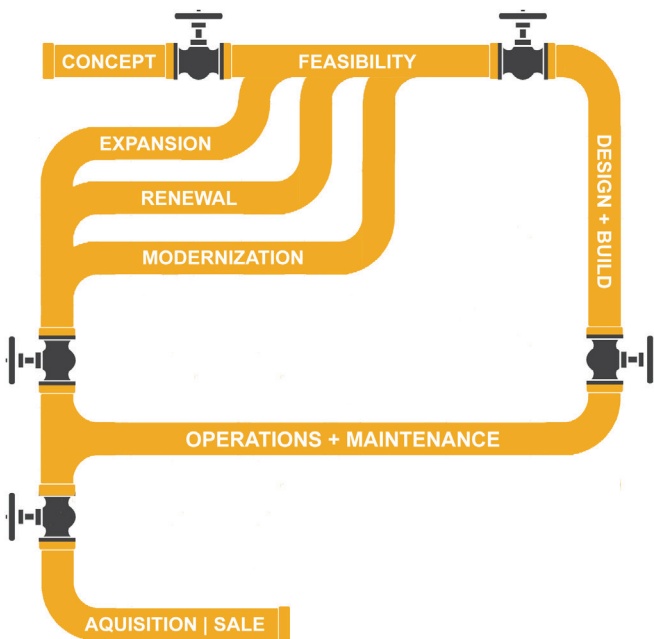 CONCEPT
FEASIBILITY
EXPANSION
RENEWAL
MODERNIZATION
DESIGN + BUILD
OPERATIONS + MAINTENANCE
AQUISITION | SALE